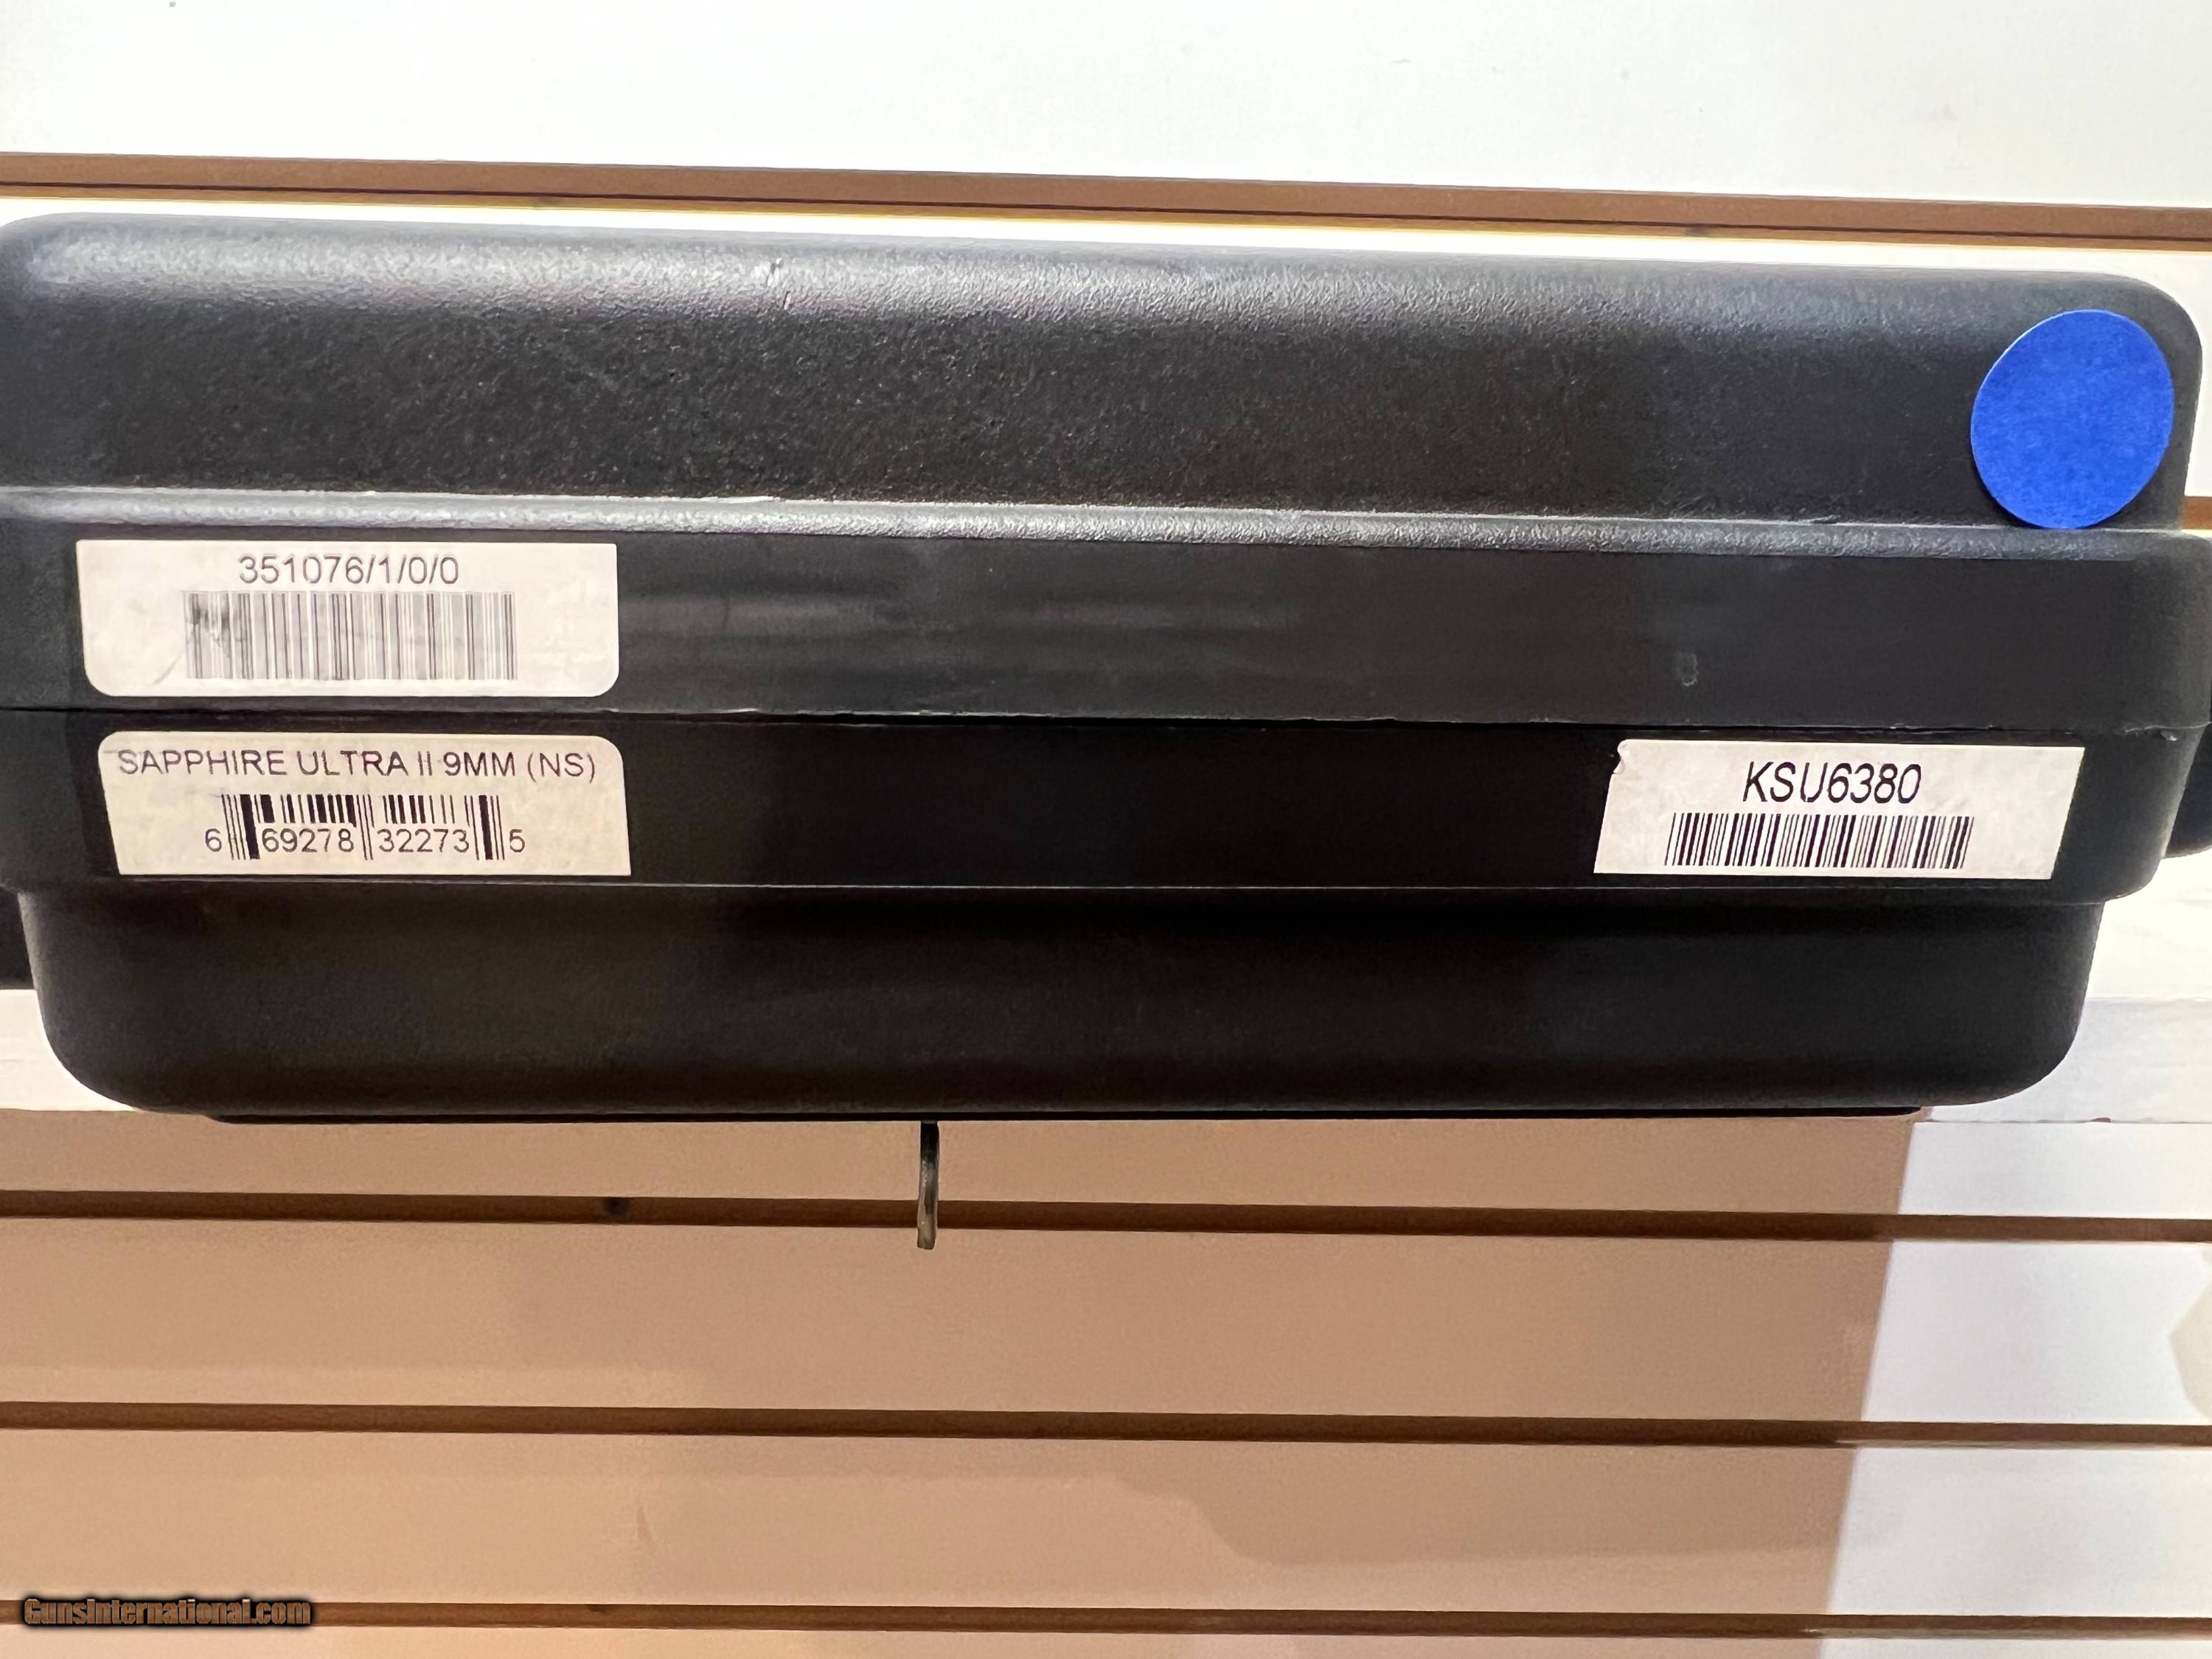 351076/1/0/0
SAPPHIRE ULTRA II 9MM (NS)
6 69278 32273 5
KSU6380
GunsInternational.com